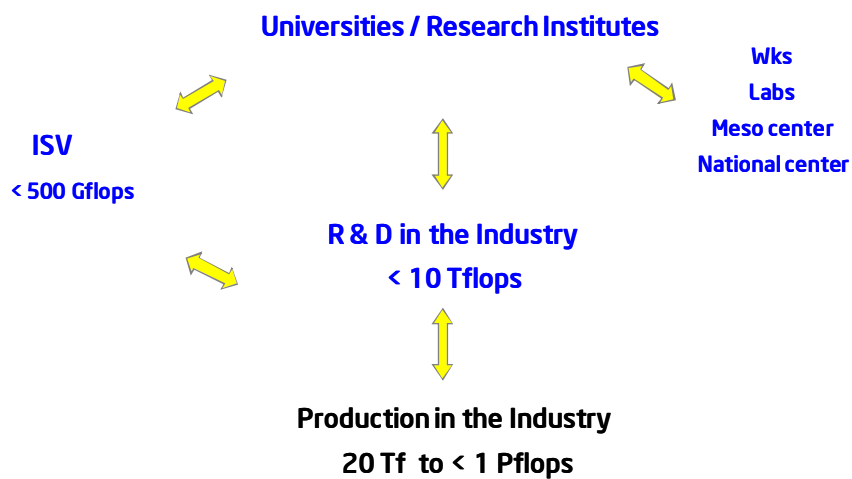 Universities / Research Institutes
Wks
Labs
Meso center
National center
ISV
< 500 Gflops
R & D in the Industry
< 10 Tflops
Production in the Industry
20 Tf to < 1 Pflops